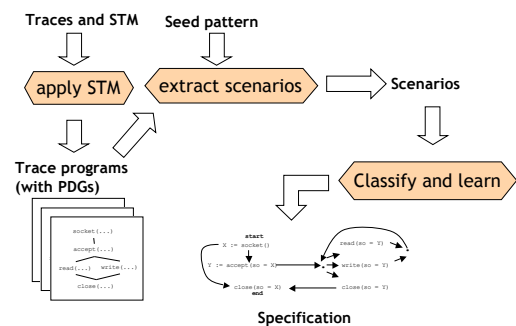 Traces and STM
Seed pattern
apply STM
extract scenarios
Scenarios
Trace programs
(with PDGs)
Classify and learn
socket(...)
accept(...)
read(...) write(...)
close(...)
start
X := socket()
read(so = Y)
Y := accept(so = X)
write(so = Y)
close(so = X)
close(so = Y)
end
Specification